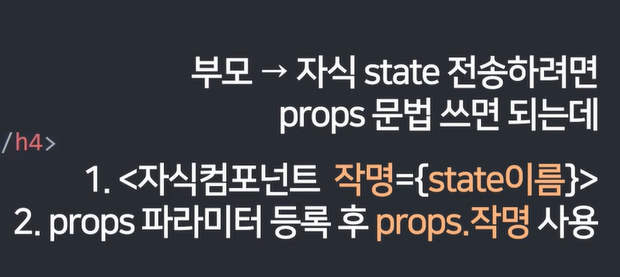 부모 → 자식 state 전송하려면
props 문법 쓰면 되는데
/h4>
1. <자식컴포넌트 작명={state이름}>
2. props 파라미터 등록 후 props.작명 사용